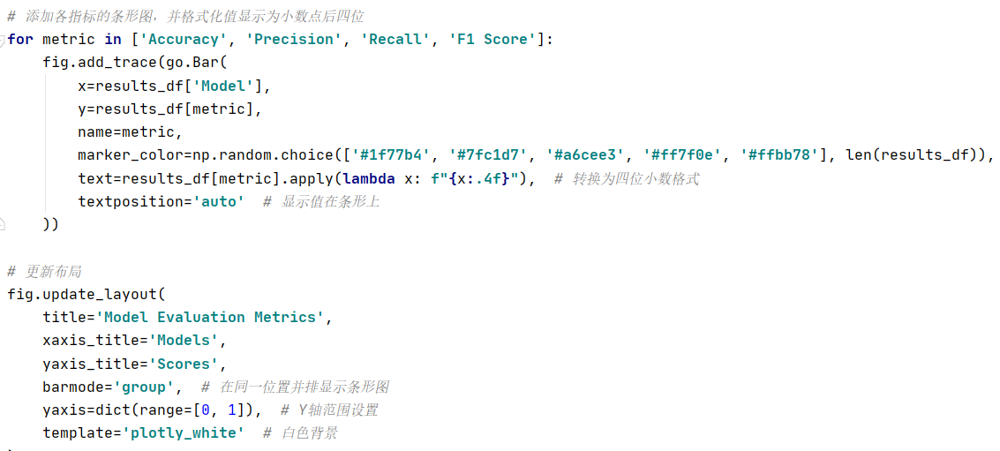 # 添加各指标的条形图，并格式化值显示为小数点后四位
for metric in ['Accuracy', 'Precision', 'Recall', 'F1 Score']:
    fig.add_trace(go.Bar(
        x=results_df['Model'],
        y=results_df[metric],
        name=metric,
        marker_color=np.random.choice(['#1f77b4', '#7fc1d7', '#a6cee3', '#ff7f0e', '#ffbb78'], len(results_df)),
        text=results_df[metric].apply(lambda x: f"{x:.4f}"),  # 转换为四位小数格式
        textposition='auto'  # 显示值在条形上
    ))

# 更新布局
fig.update_layout(
    title='Model Evaluation Metrics',
    xaxis_title='Models',
    yaxis_title='Scores',
    barmode='group',  # 在同一位置并排显示条形图
    yaxis=dict(range=[0, 1]),  # Y轴范围设置
    template='plotly_white'  # 白色背景